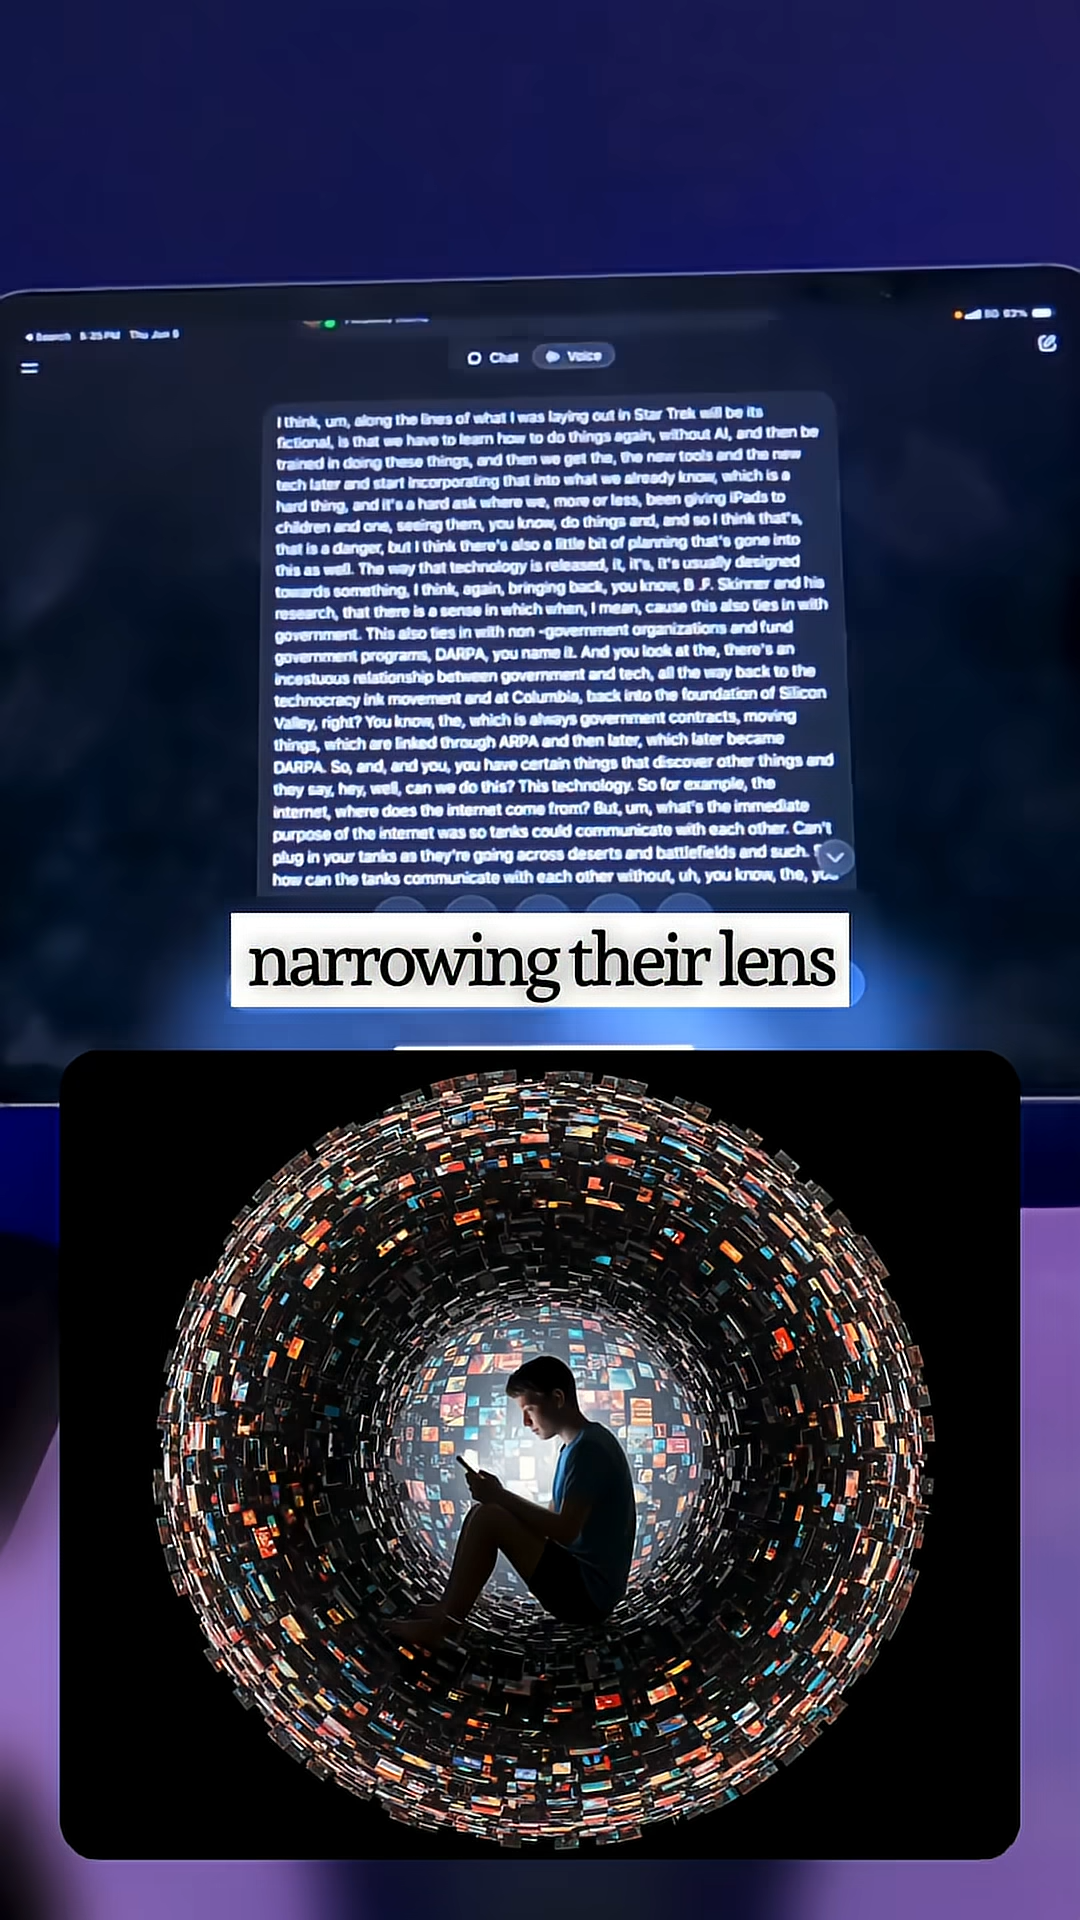 Search 5:35 PM Thu Jun 5
5G 93%
Chat Voice
I think, um, along the lines of what I was laying out in Star Trek will be its
fictional, is that we have to learn how to do things again, without AI, and then be
trained in doing these things, and then we get the, the new tools and the new
tech later and start incorporating that into what we already know, which is a
hard thing, and it's a hard ask where we, more or less, been giving iPads to
children and one, seeing them, you know, do things and, and so I think that's,
that is a danger, but I think there's also a little bit of planning that's gone into
this as well. The way that technology is released, it, it's, it's usually designed
towards something, I think, again, bringing back, you know, B .F. Skinner and his
research, that there is a sense in which when, I mean, cause this also ties in with
government. This also ties in with non -government organizations and fund
government programs, DARPA, you name it. And you look at the, there's an
incestuous relationship between government and tech, all the way back to the
technocracy ink movement and at Columbia, back into the foundation of Silicon
Valley, right? You know, the, which is always government contracts, moving
things, which are linked through ARPA and then later, which later became
DARPA. So, and, and you, you have certain things that discover other things and
they say, hey, well, can we do this? This technology. So for example, the
internet, where does the internet come from? But, um, what's the immediate
purpose of the internet was so tanks could communicate with each other. Can't
plug in your tanks as they're going across deserts and battlefields and such.
how can the tanks communicate with each other without, uh, you know, the,
narrowing their lens